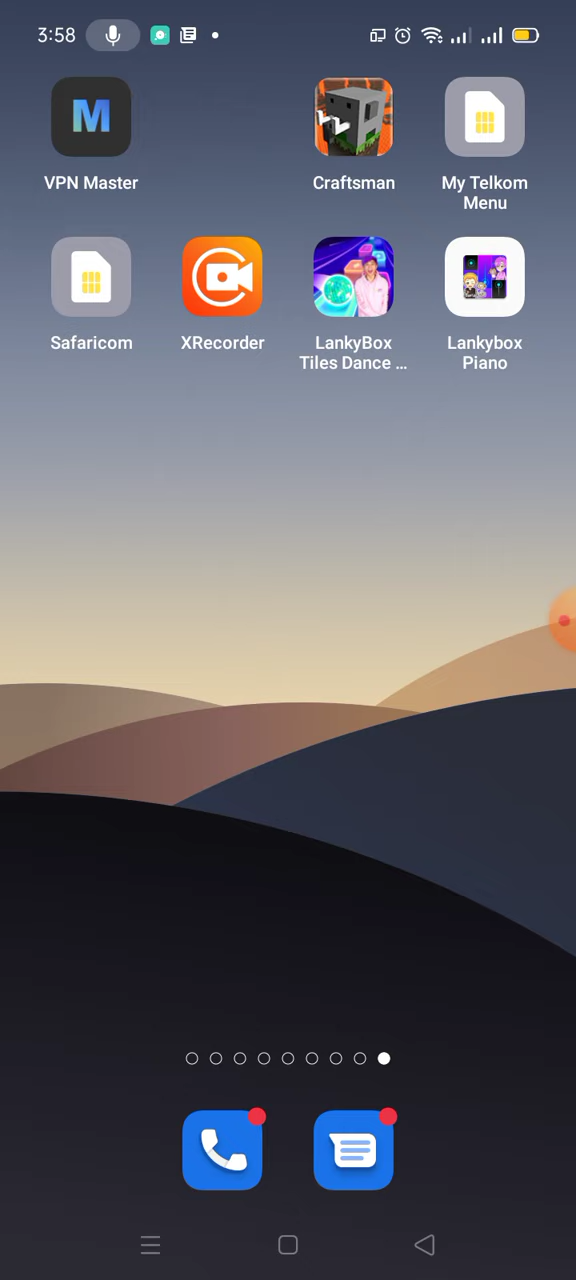 3:58
M
VPN Master
Craftsman
My Telkom
Menu
Safaricom
XRecorder
LankyBox
Tiles Dance ...
Lankybox
Piano